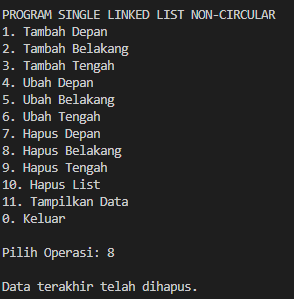 PROGRAM SINGLE LINKED LIST NON-CIRCULAR
1. Tambah Depan
2. Tambah Belakang
3. Tambah Tengah
4. Ubah Depan
5. Ubah Belakang
6. Ubah Tengah
7. Hapus Depan
8. Hapus Belakang
9. Hapus Tengah
10. Hapus List
11. Tampilkan Data
0. Keluar
Pilih Operasi: 8
Data terakhir telah dihapus.